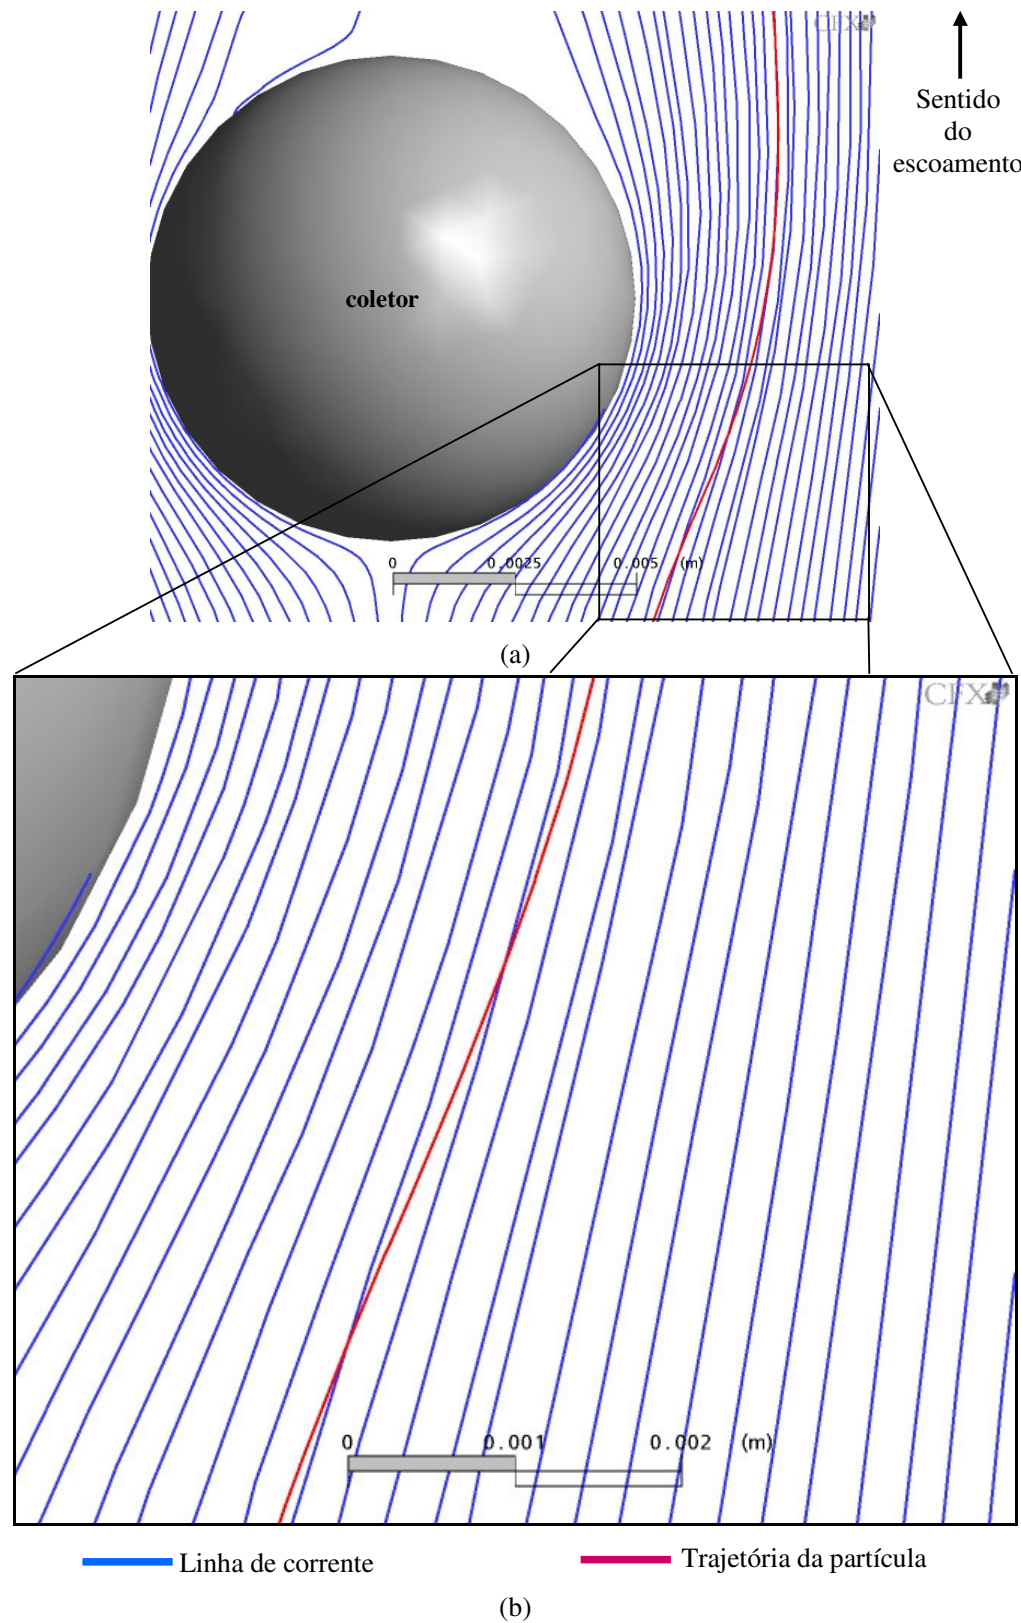 CFX
Sentido
do
escoamento
coletor
0 0.0025 0.005 (m)
(a)
CFX
0 0.001 0.002 (m)
Linha de corrente
Trajetória da partícula
(b)